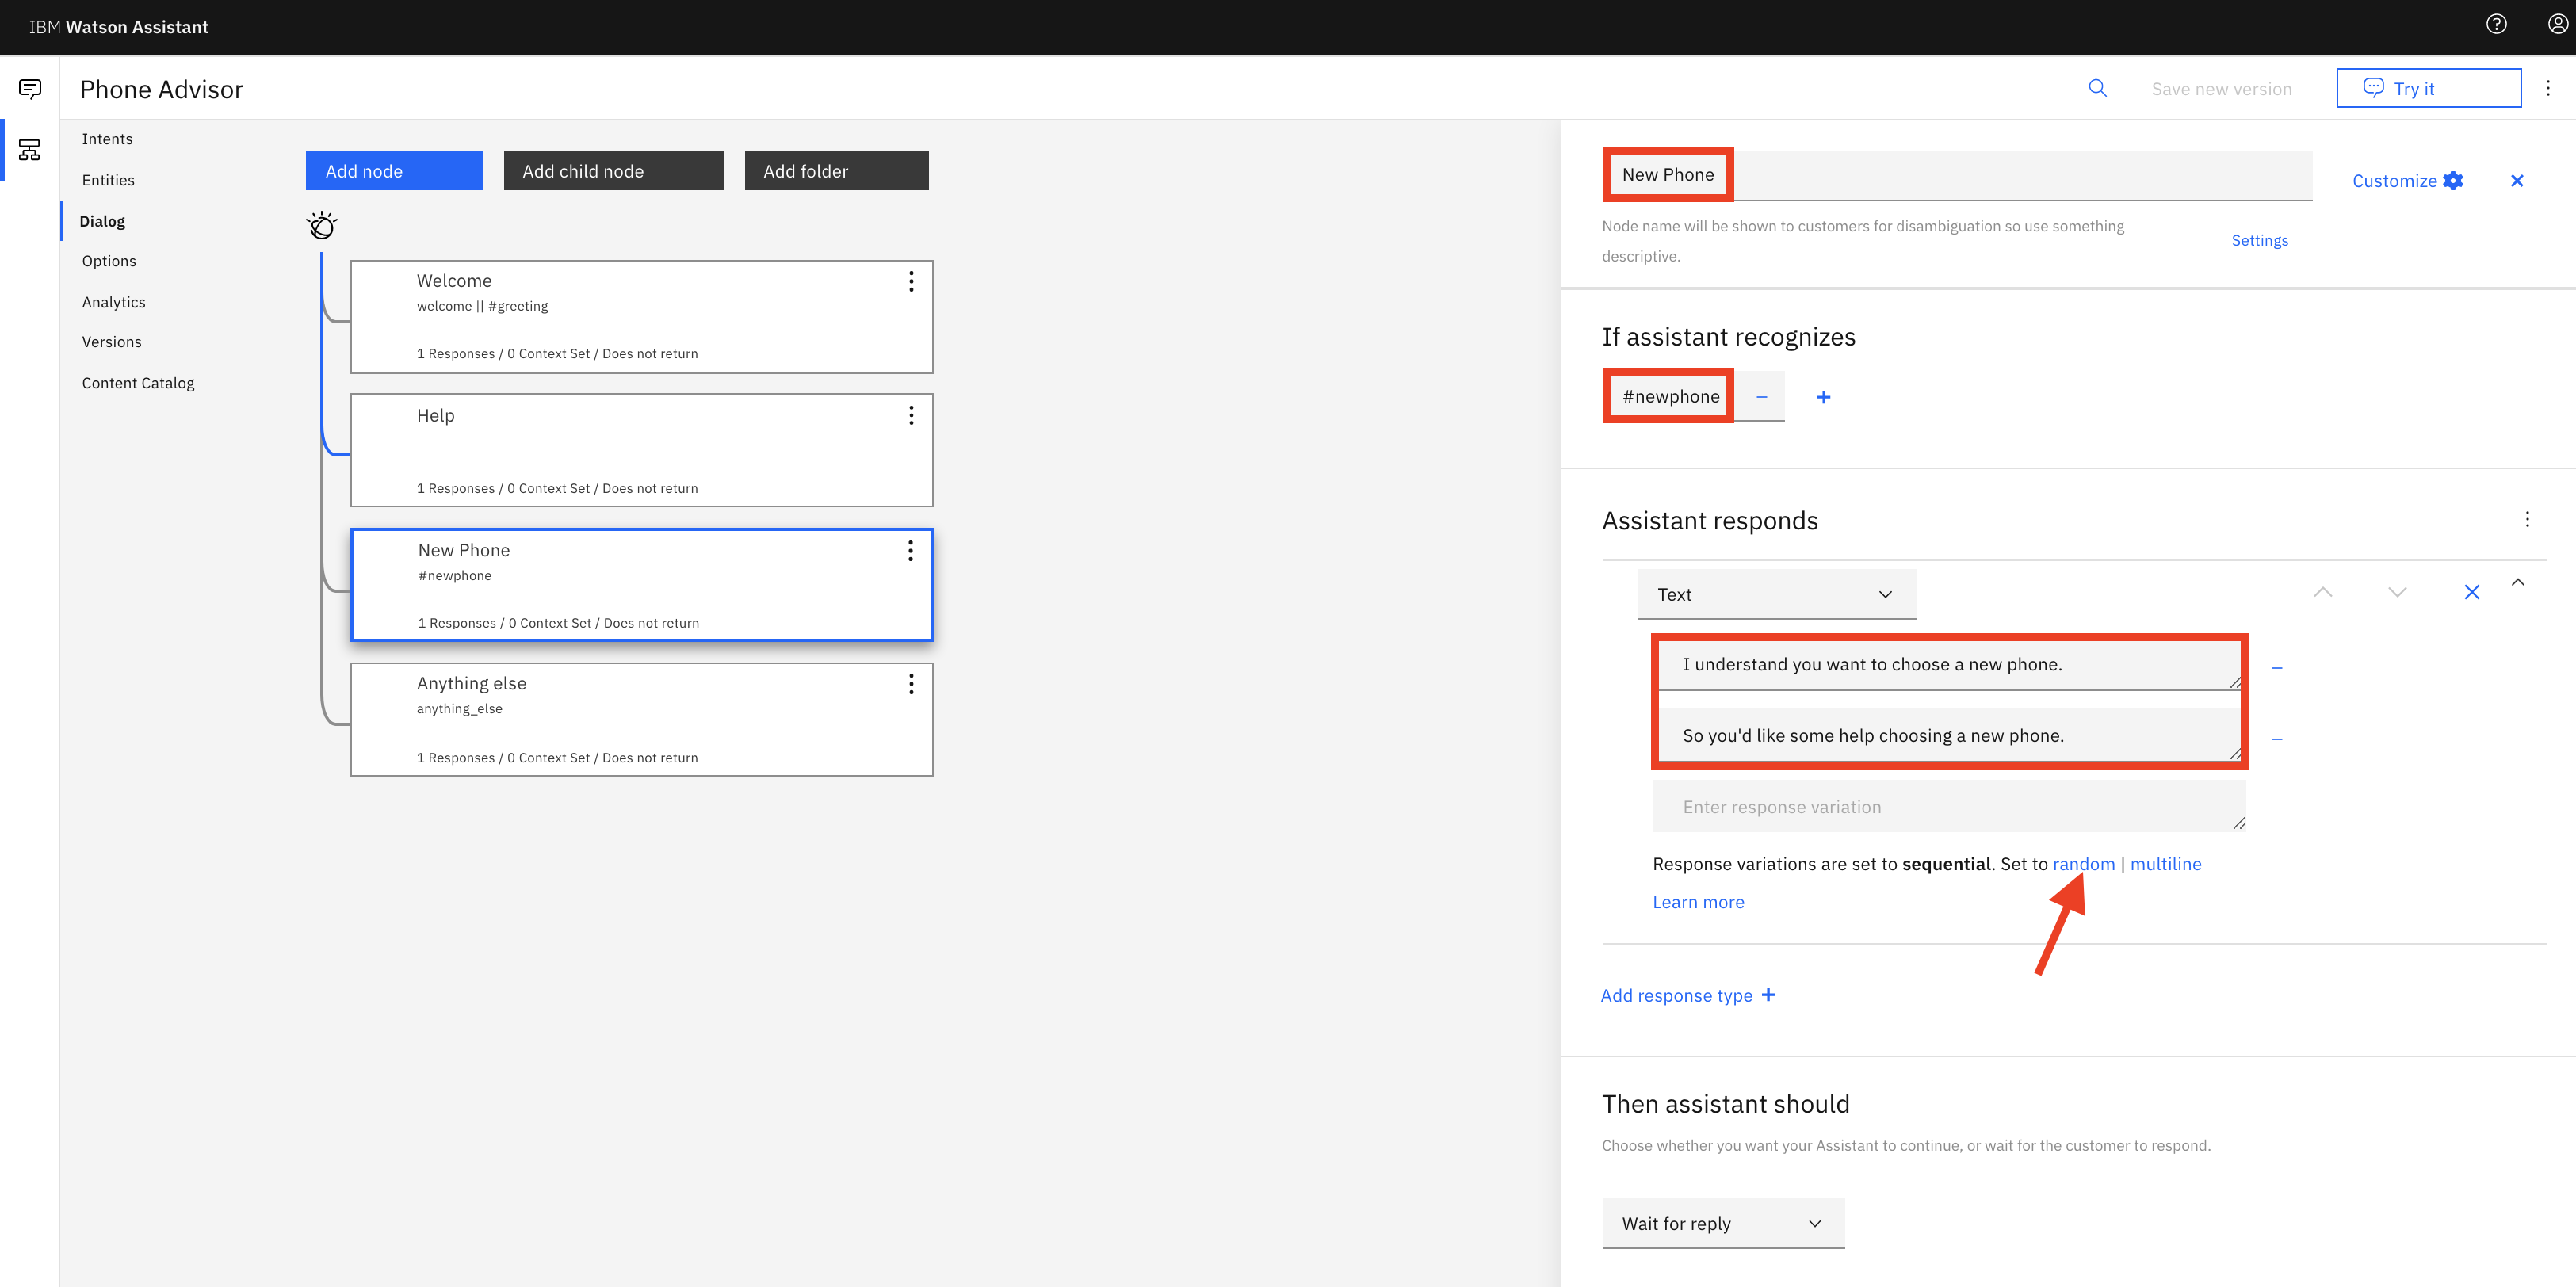 IBM Watson Assistant
Phone Advisor
Save new version
Try it
Intents
Entities
Dialog
Options
Analytics
Versions
Content Catalog
Add node
Add child node
Add folder
Welcome
welcome || #greeting
1 Responses / 0 Context Set / Does not return
Help
1 Responses / 0 Context Set / Does not return
New Phone
#newphone
1 Responses / 0 Context Set / Does not return
Anything else
anything_else
1 Responses / 0 Context Set / Does not return
New Phone
Customize
Node name will be shown to customers for disambiguation so use something
descriptive.
Settings
If assistant recognizes
#newphone
Assistant responds
Text
I understand you want to choose a new phone.
So you'd like some help choosing a new phone.
Enter response variation
Response variations are set to sequential. Set to random | multiline
Learn more
Add response type
Then assistant should
Choose whether you want your Assistant to continue, or wait for the customer to respond.
Wait for reply